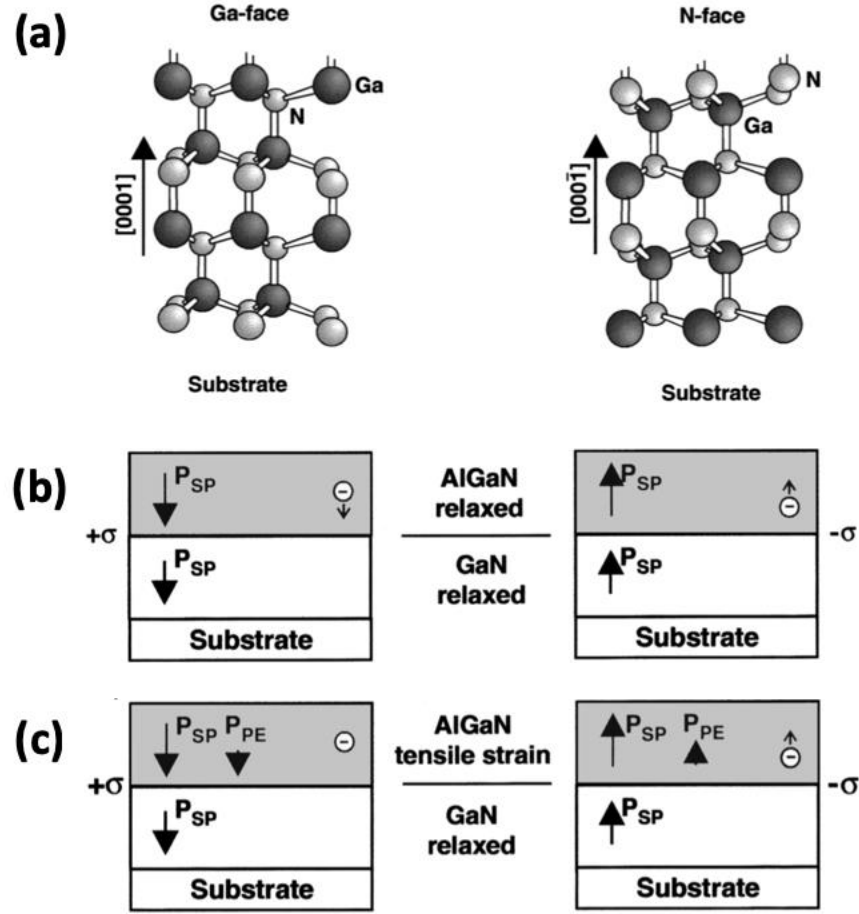 (a)
Ga-face
N-face
Ga
N
[0001]
Substrate
N
Ga
[0001̄]
Substrate
(b)
P_SP
−
+σ
P_SP
Substrate
AlGaN
relaxed
GaN
relaxed
P_SP
−
-σ
P_SP
Substrate
(c)
P_SP P_PE
−
+σ
P_SP
Substrate
AlGaN
tensile strain
GaN
relaxed
P_SP P_PE
−
-σ
P_SP
Substrate